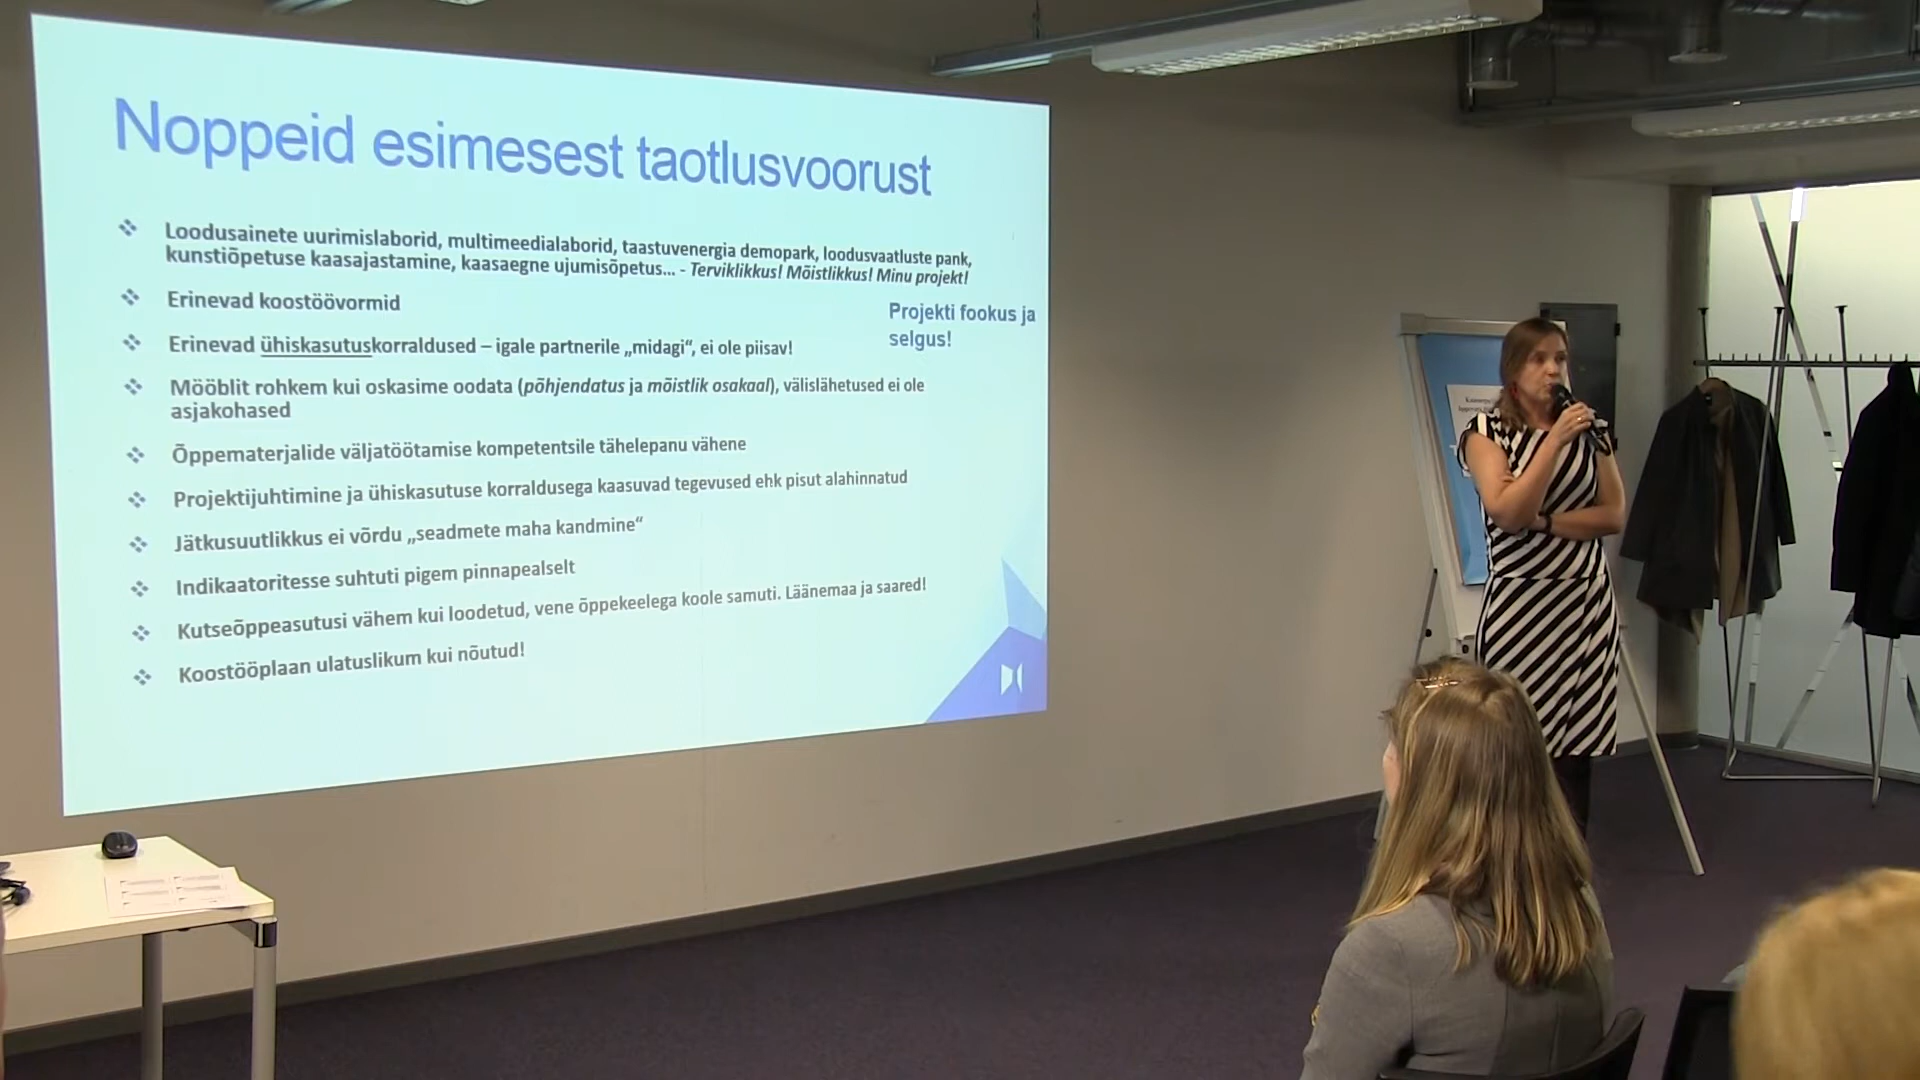 Noppeid esimesest taotlusvoorust
Loodusainete uurimislaborid, multimeedialaborid, taastuvenergia demopark, loodusvaatluste pank,
kunstiõpetuse kaasajastamine, kaasaegne ujumisõpetus... - Terviklikkus! Mõistlikkus! Minu projekt!
Erinevad koostöövormid
Projekti fookus ja
selgus!
Erinevad ühiskasutuskorraldused – igale partnerile „midagi“, ei ole piisav!
Mööblit rohkem kui oskasime oodata (põhjendatus ja mõistlik osakaal), välislähetused ei ole
asjakohased
Õppematerjalide väljatöötamise kompetentsile tähelepanu vähene
Projektijuhtimine ja ühiskasutuse korraldusega kaasuvad tegevused ehk pisut alahinnatud
Jätkusuutlikkus ei võrdu „seadmete maha kandmine“
Indikaatoritesse suhtuti pigem pinnapealselt
Kutseõppeasutusi vähem kui loodetud, vene õppekeelega koole samuti. Läänemaa ja saared!
Koostööplaan ulatuslikum kui nõutud!